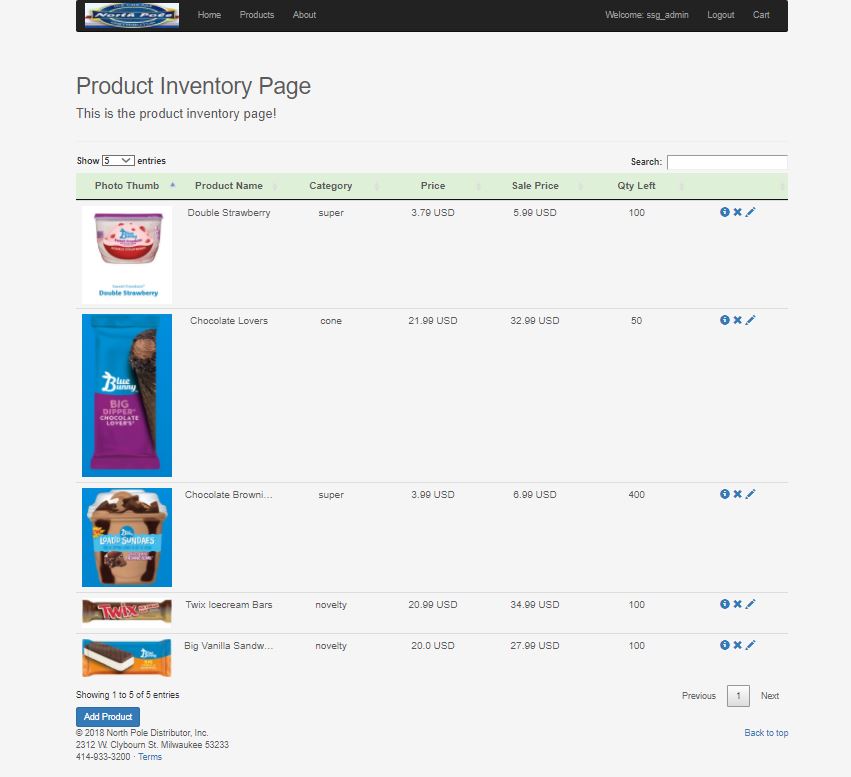 North Pole Home Products About Welcome: ssg_admin Logout Cart
Product Inventory Page
This is the product inventory page!
Show 5 entries Search:
Photo Thumb Product Name Category Price Sale Price Qty Left
Double Strawberry super 3.79 USD 5.99 USD 100
Blue Bunny
Double Strawberry
Chocolate Lovers cone 21.99 USD 32.99 USD 50
Blue
Bunny
BIG
DIPPER
CHOCOLATE
LOVER'S
Chocolate Browni... super 3.99 USD 6.99 USD 400
LOAD'D SUNDAES
Twix Icecream Bars novelty 20.99 USD 34.99 USD 100
TWIX
Big Vanilla Sandw... novelty 20.0 USD 27.99 USD 100
Showing 1 to 5 of 5 entries Previous 1 Next
Add Product
© 2018 North Pole Distributor, Inc. Back to top
2312 W. Clybourn St. Milwaukee 53233
414-933-3200 · Terms